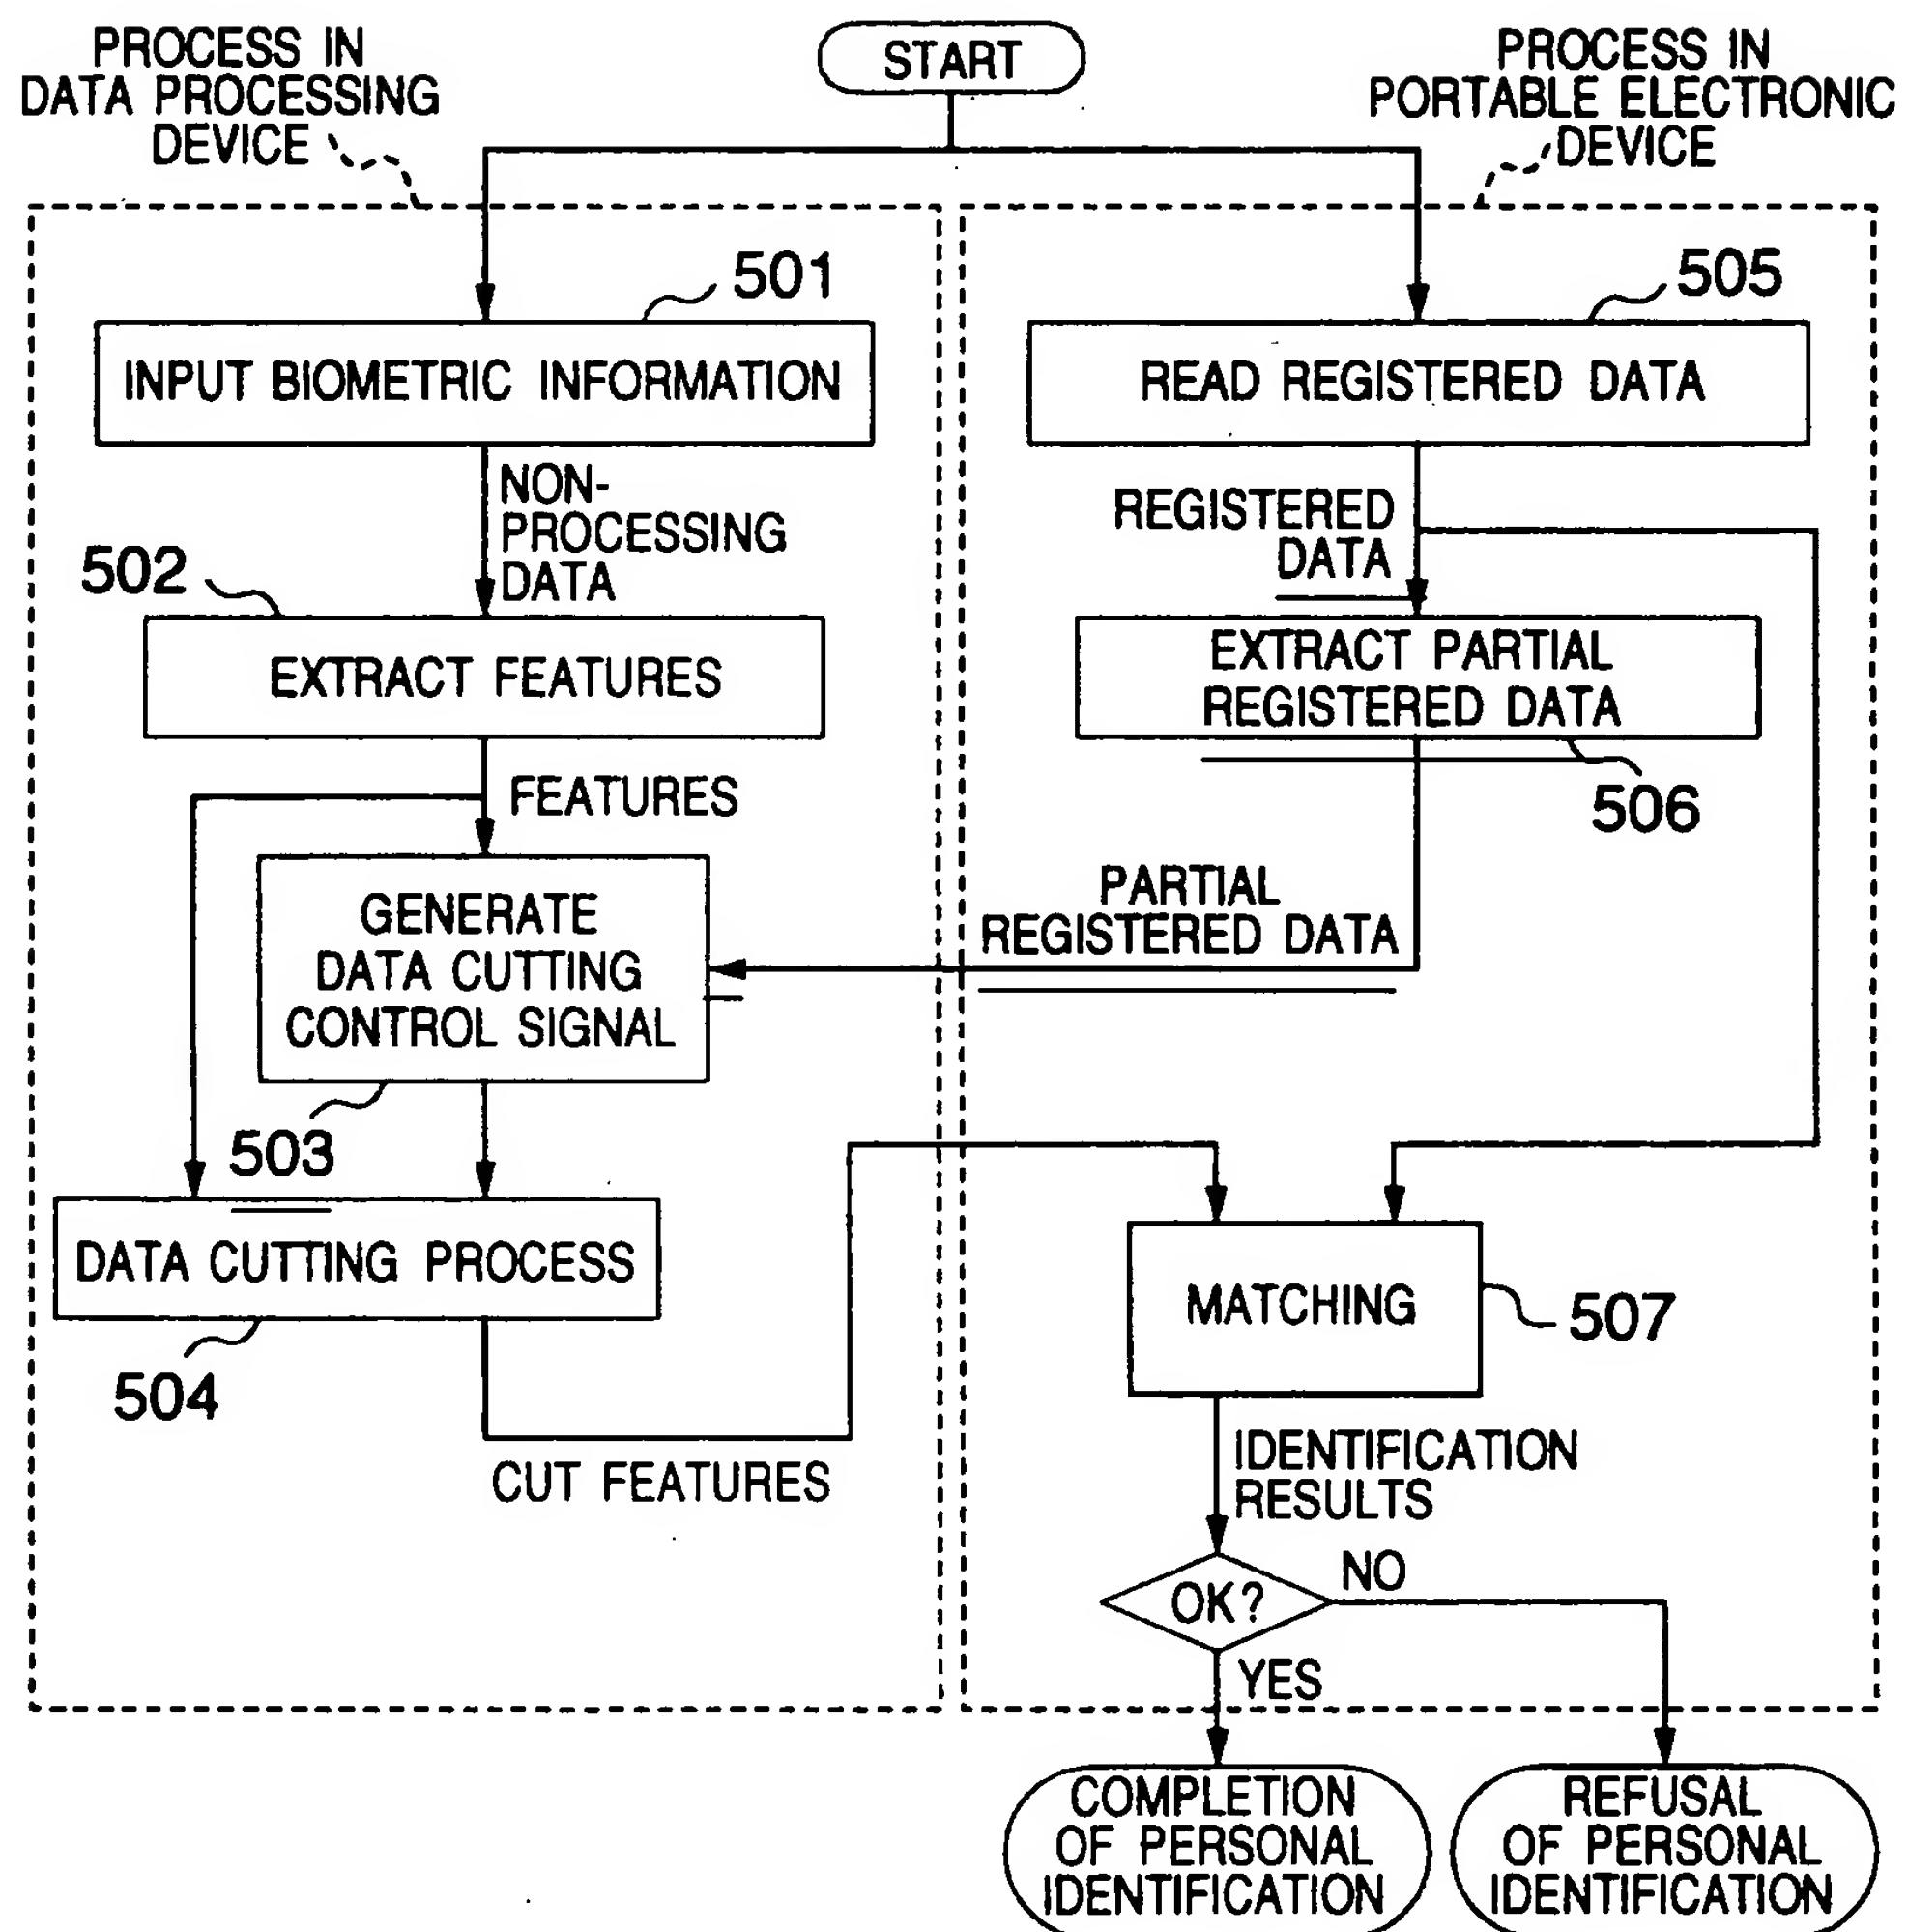 PROCESS IN
DATA PROCESSING
DEVICE
START
PROCESS IN
PORTABLE ELECTRONIC
DEVICE
501
INPUT BIOMETRIC INFORMATION
NON-
PROCESSING
DATA
502
EXTRACT FEATURES
FEATURES
GENERATE
DATA CUTTING
CONTROL SIGNAL
503
DATA CUTTING PROCESS
504
CUT FEATURES
505
READ REGISTERED DATA
REGISTERED
DATA
EXTRACT PARTIAL
REGISTERED DATA
506
PARTIAL
REGISTERED DATA
MATCHING
507
IDENTIFICATION
RESULTS
OK?
NO
YES
COMPLETION
OF PERSONAL
IDENTIFICATION
REFUSAL
OF PERSONAL
IDENTIFICATION